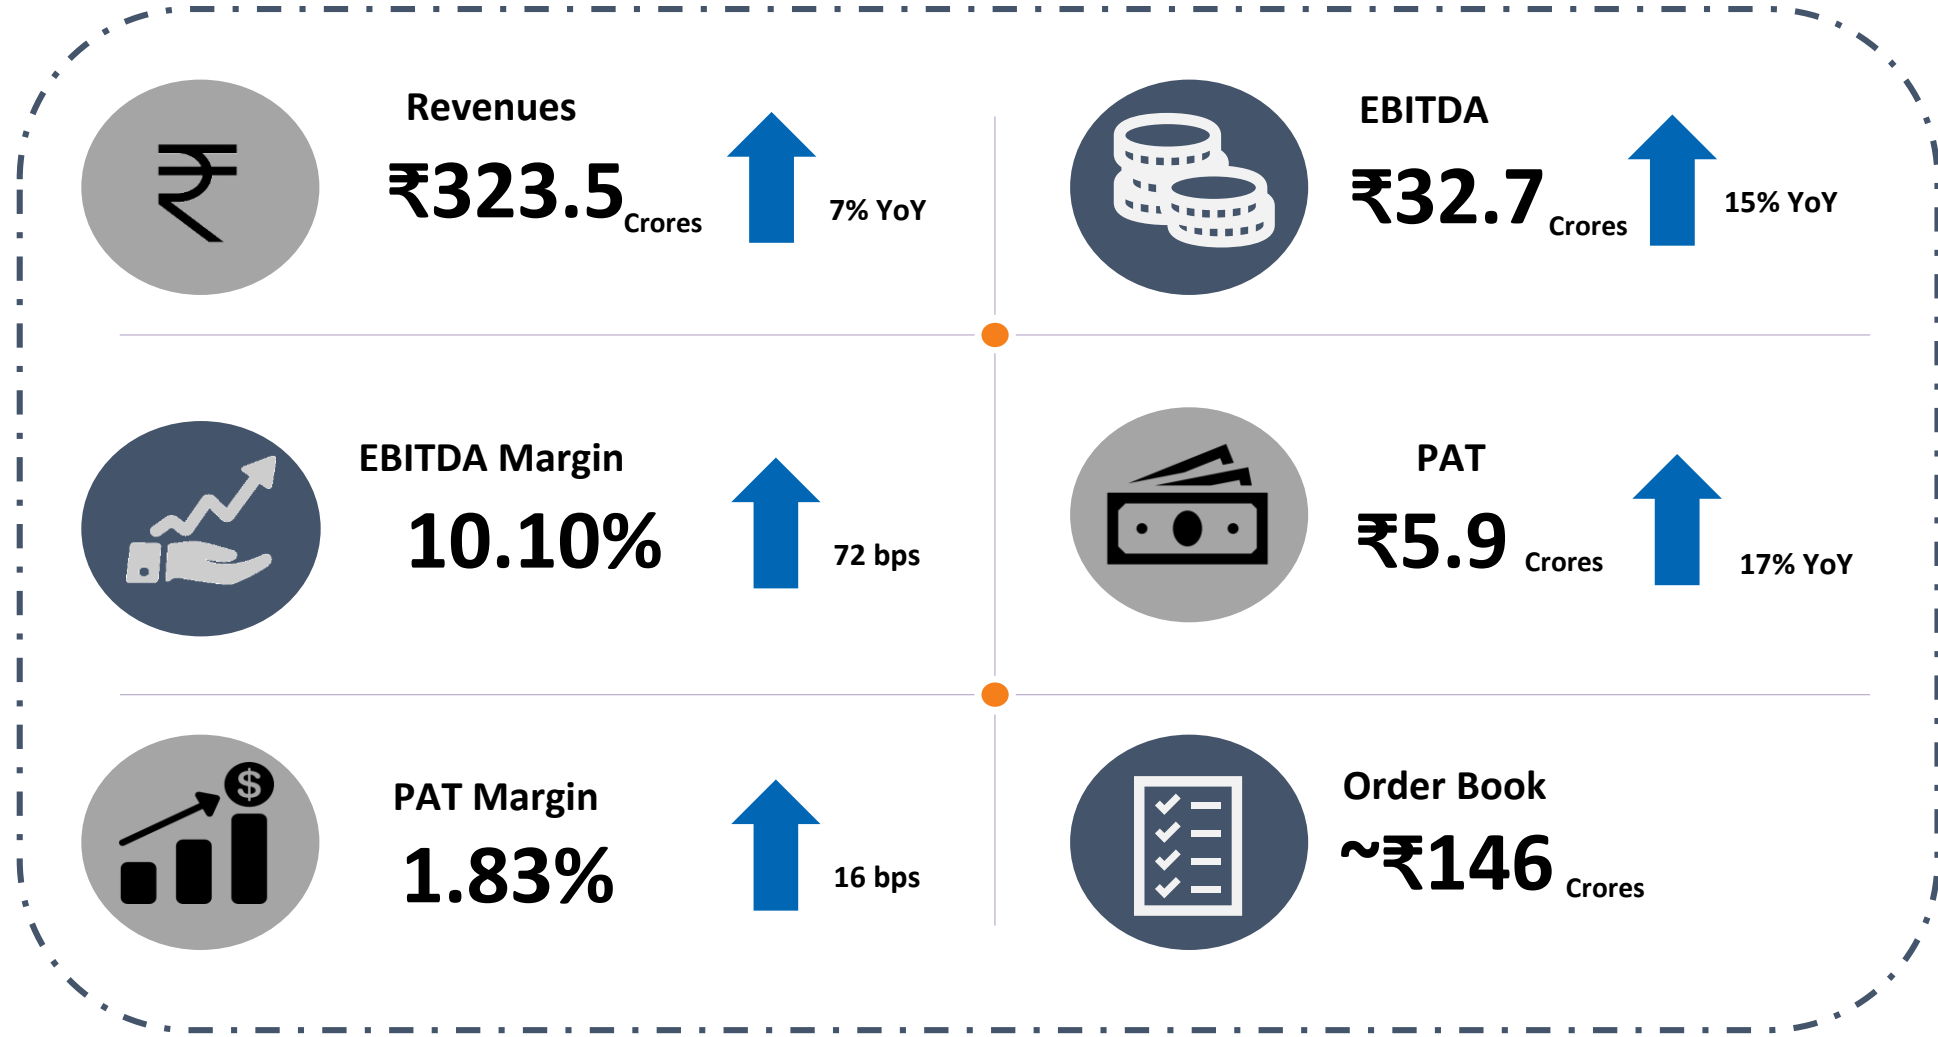 Revenues
₹323.5 Crores
7% YoY
EBITDA
₹32.7 Crores
15% YoY
EBITDA Margin
10.10%
72 bps
PAT
₹5.9 Crores
17% YoY
PAT Margin
1.83%
16 bps
Order Book
~₹146 Crores